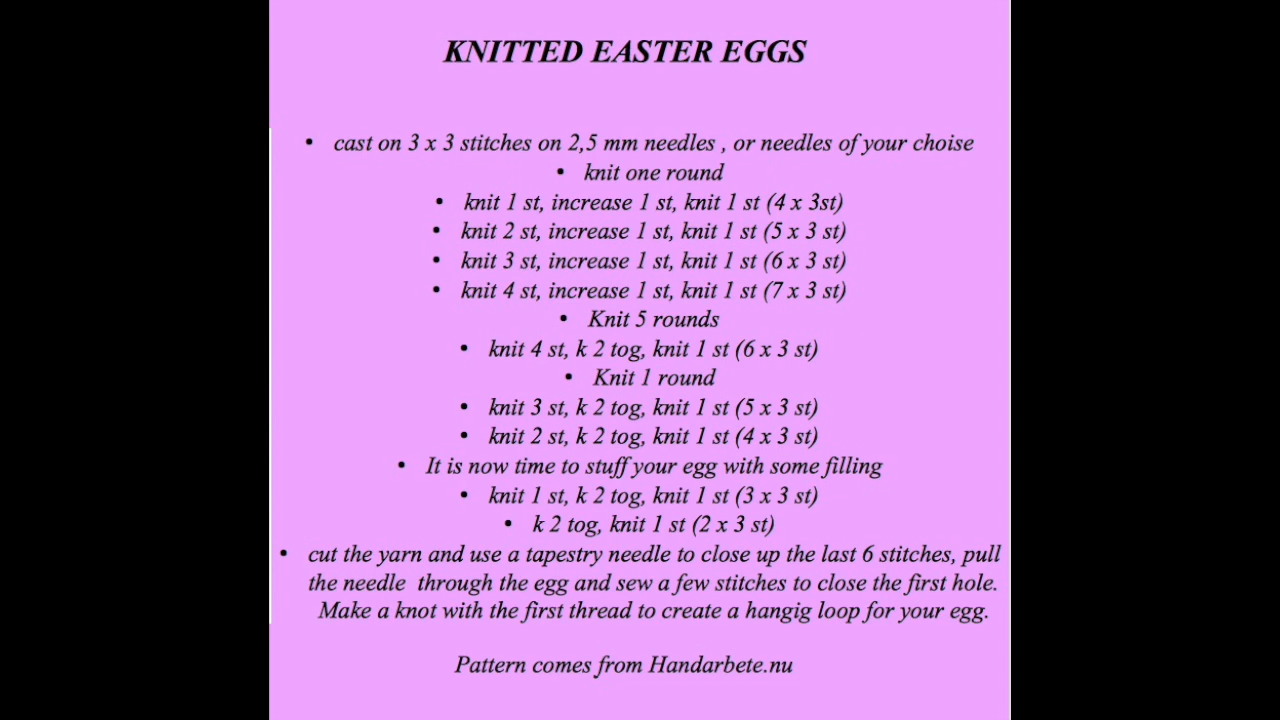 KNITTED EASTER EGGS
• cast on 3 x 3 stitches on 2,5 mm needles , or needles of your choise
• knit one round
• knit 1 st, increase 1 st, knit 1 st (4 x 3st)
• knit 2 st, increase 1 st, knit 1 st (5 x 3 st)
• knit 3 st, increase 1 st, knit 1 st (6 x 3 st)
• knit 4 st, increase 1 st, knit 1 st (7 x 3 st)
• Knit 5 rounds
• knit 4 st, k 2 tog, knit 1 st (6 x 3 st)
• Knit 1 round
• knit 3 st, k 2 tog, knit 1 st (5 x 3 st)
• knit 2 st, k 2 tog, knit 1 st (4 x 3 st)
• It is now time to stuff your egg with some filling
• knit 1 st, k 2 tog, knit 1 st (3 x 3 st)
• k 2 tog, knit 1 st (2 x 3 st)
• cut the yarn and use a tapestry needle to close up the last 6 stitches, pull
the needle through the egg and sew a few stitches to close the first hole.
Make a knot with the first thread to create a hangig loop for your egg.
Pattern comes from Handarbete.nu